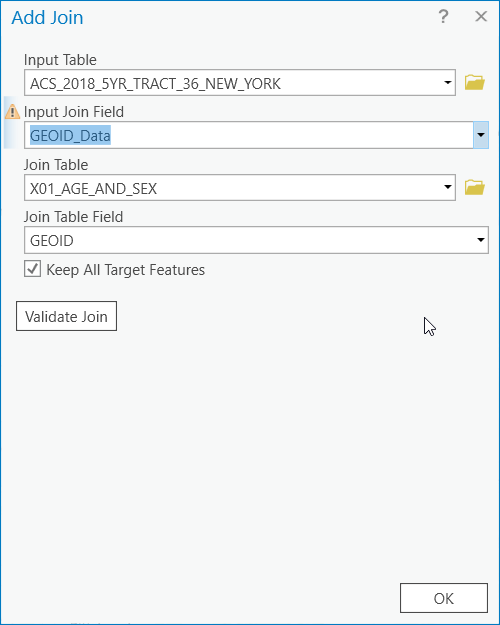 Add Join
?
Input Table
ACS_2018_5YR_TRACT_36_NEW_YORK
Input Join Field
GEOID_Data
Join Table
X01_AGE_AND_SEX
Join Table Field
GEOID
Keep All Target Features
Validate Join
OK